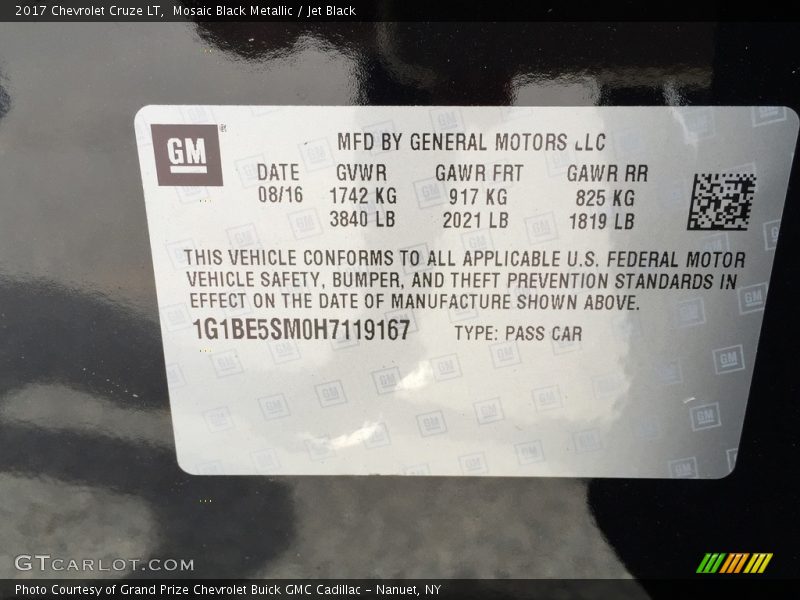 2017 Chevrolet Cruze LT, Mosaic Black Metallic / Jet Black
GM
MFD BY GENERAL MOTORS LLC
DATE GVWR GAWR FRT GAWR RR
08/16 1742 KG 917 KG 825 KG
3840 LB 2021 LB 1819 LB
THIS VEHICLE CONFORMS TO ALL APPLICABLE U.S. FEDERAL MOTOR
VEHICLE SAFETY, BUMPER, AND THEFT PREVENTION STANDARDS IN
EFFECT ON THE DATE OF MANUFACTURE SHOWN ABOVE.
1G1BE5SM0H7119167 TYPE: PASS CAR
GTCARLOT.COM
Photo Courtesy of Grand Prize Chevrolet Buick GMC Cadillac - Nanuet, NY